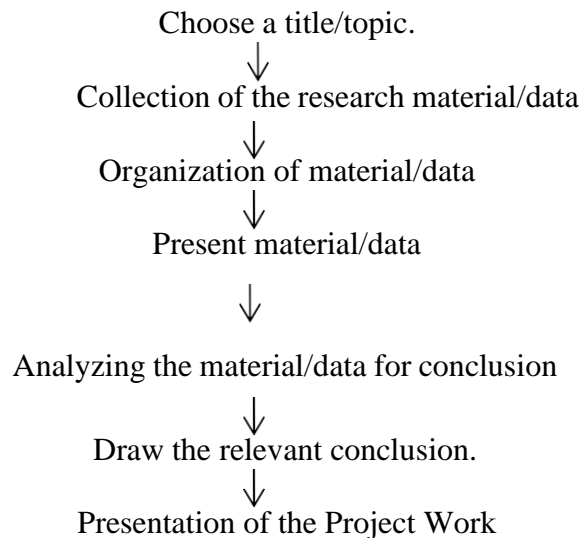 Choose a title/topic.
Collection of the research material/data
Organization of material/data
Present material/data
Analyzing the material/data for conclusion
Draw the relevant conclusion.
Presentation of the Project Work